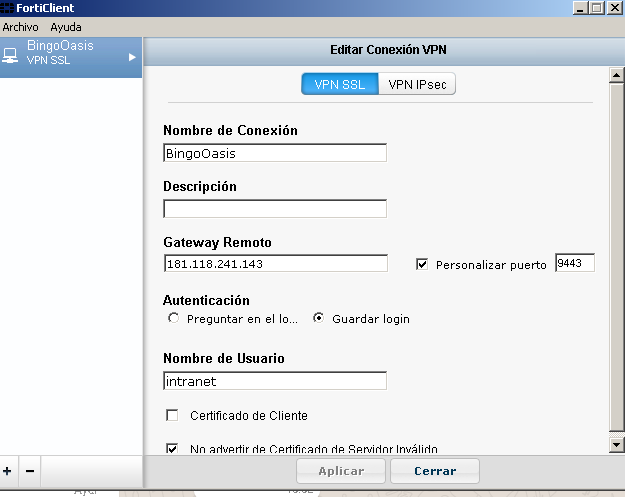 FortiClient
Archivo Ayuda
BingoOasis
VPN SSL
Editar Conexión VPN
VPN SSL VPN IPsec
Nombre de Conexión
BingoOasis
Descripción
Gateway Remoto
181.118.241.143 Personalizar puerto 9443
Autenticación
Preguntar en el lo... Guardar login
Nombre de Usuario
intranet
Certificado de Cliente
No advertir de Certificado de Servidor Inválido
+ - Aplicar Cerrar